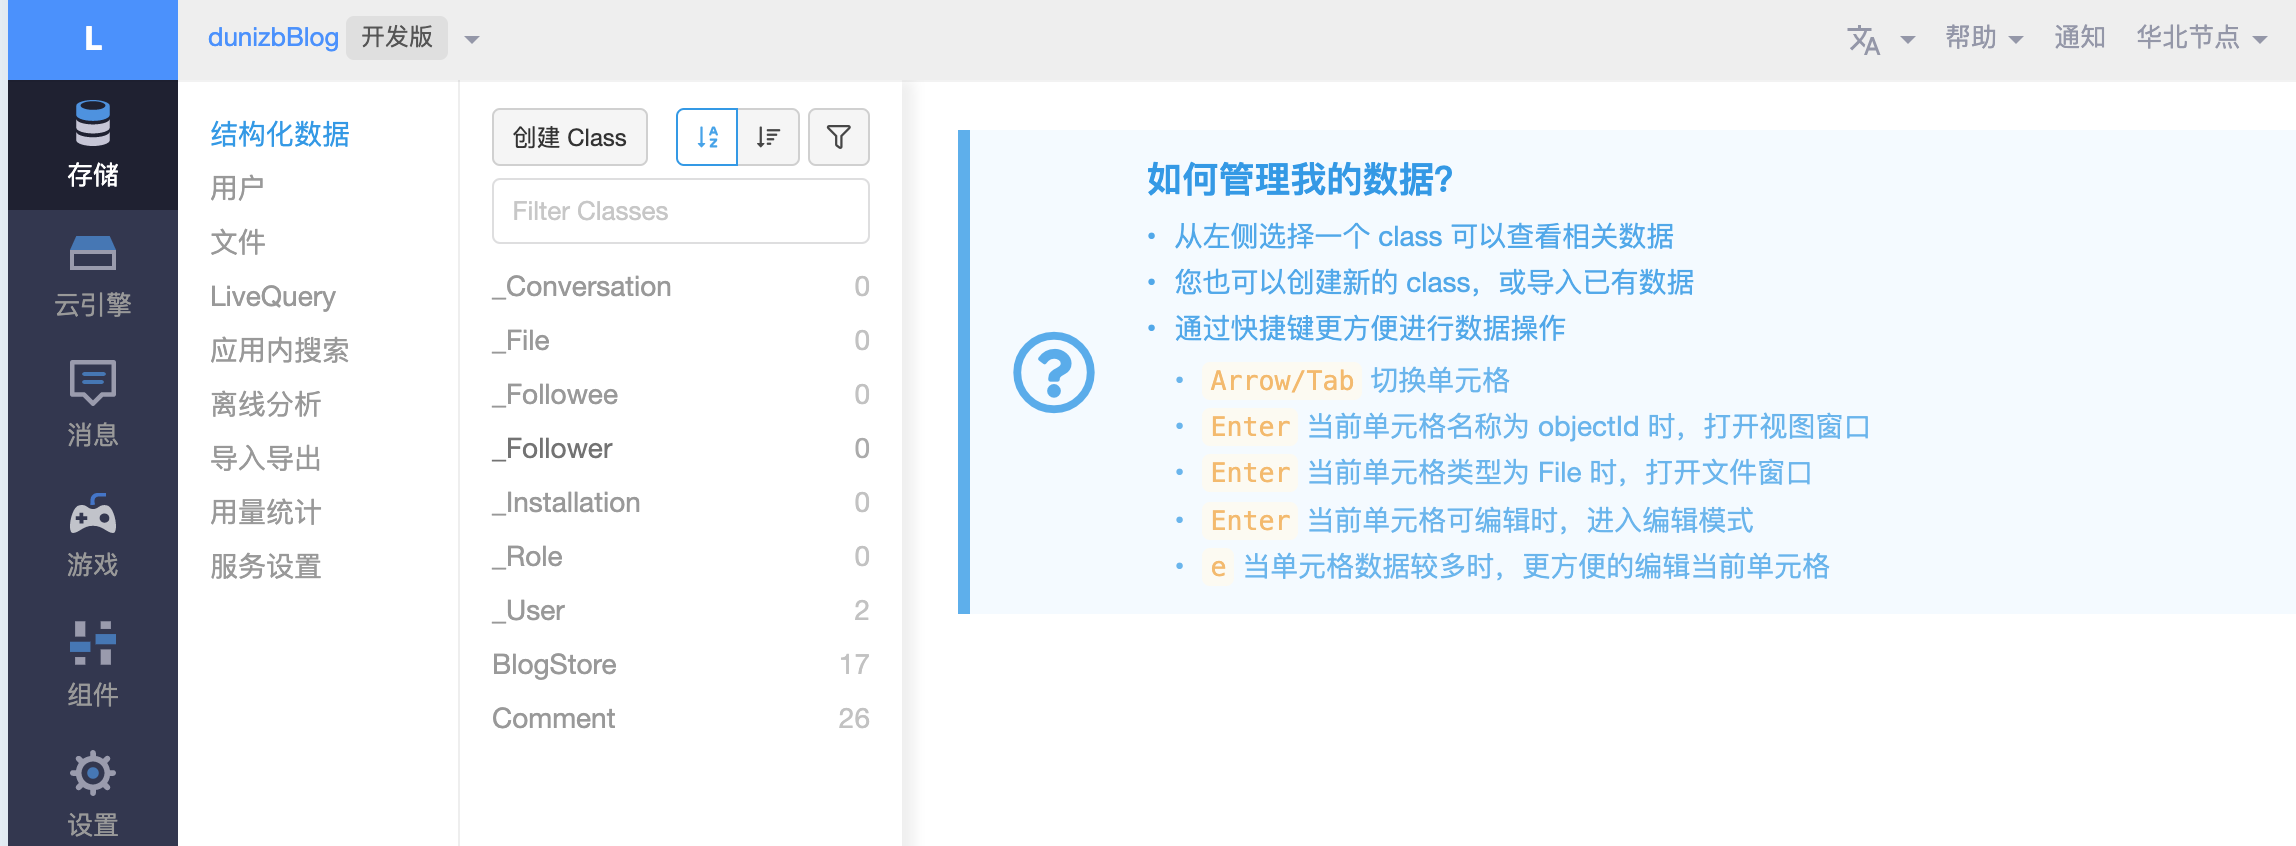 L
dunizbBlog 开发版
帮助
通知
华北节点
存储
云引擎
消息
游戏
组件
设置
结构化数据
用户
文件
LiveQuery
应用内搜索
离线分析
导入导出
用量统计
服务设置
创建 Class
Filter Classes
_Conversation 0
_File 0
_Followee 0
_Follower 0
_Installation 0
_Role 0
_User 2
BlogStore 17
Comment 26
如何管理我的数据?
• 从左侧选择一个 class 可以查看相关数据
• 您也可以创建新的 class，或导入已有数据
• 通过快捷键更方便进行数据操作
• Arrow/Tab 切换单元格
• Enter 当前单元格名称为 objectId 时，打开视图窗口
• Enter 当前单元格类型为 File 时，打开文件窗口
• Enter 当前单元格可编辑时，进入编辑模式
• e 当单元格数据较多时，更方便的编辑当前单元格